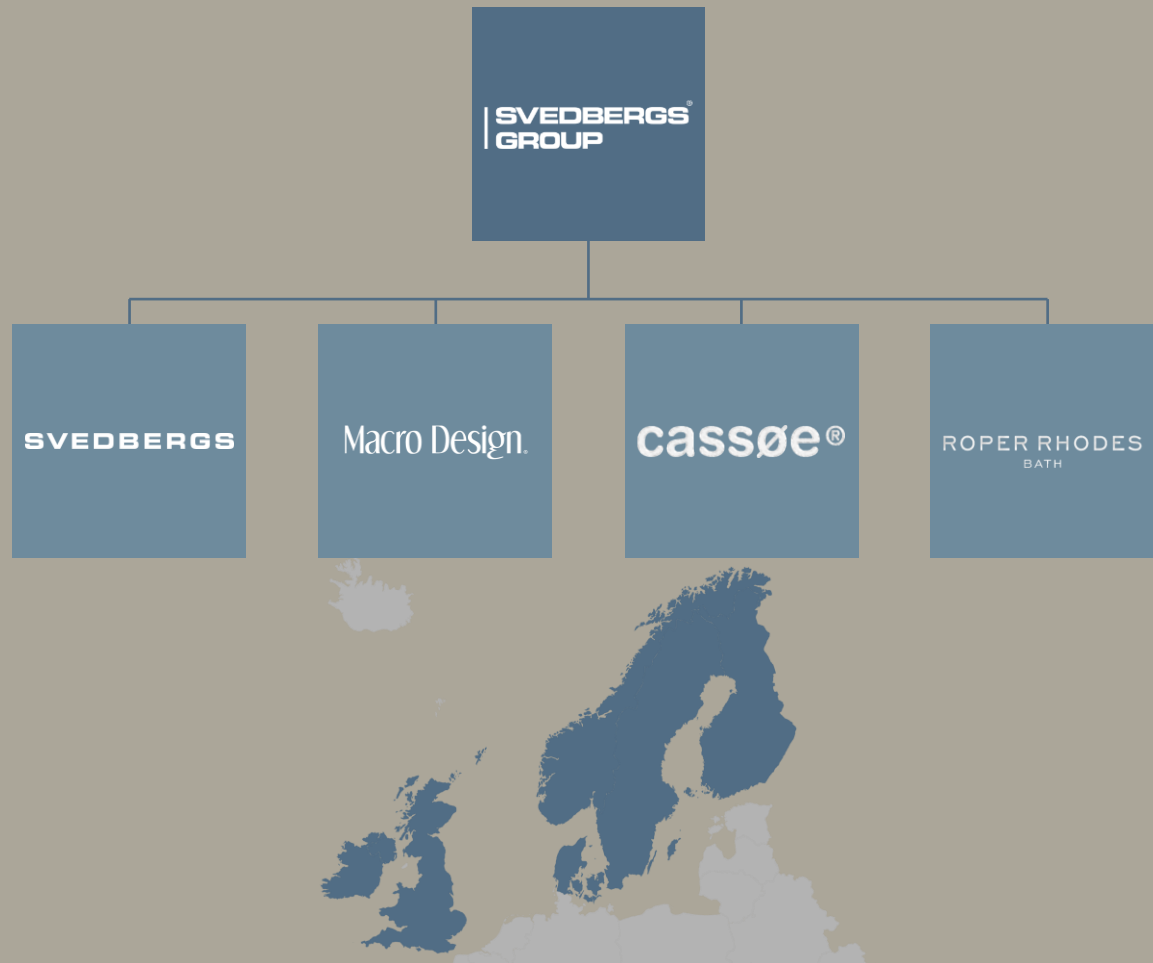 SVEDBERGS®
GROUP
SVEDBERGS
Macro Design®
cassøe®
ROPER RHODES
BATH